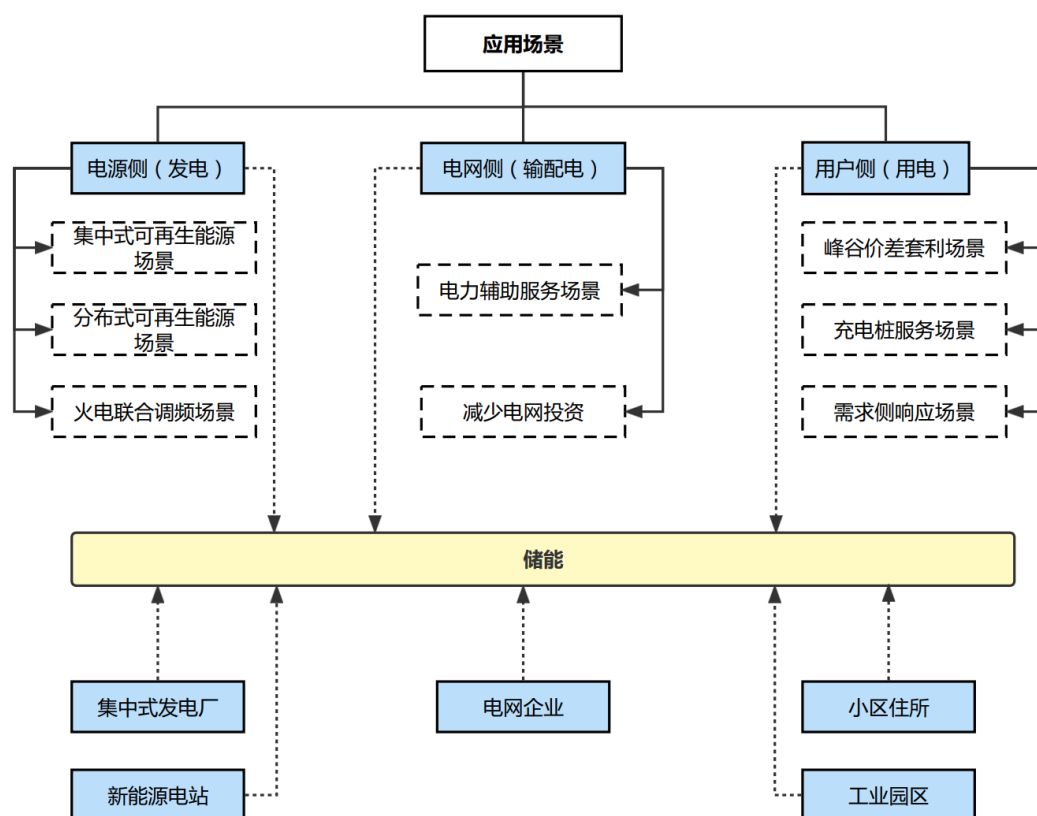 应用场景
电源侧（发电）
电网侧（输配电）
用户侧（用电）
集中式可再生能源
场景
分布式可再生能源
场景
火电联合调频场景
电力辅助服务场景
减少电网投资
峰谷价差套利场景
充电桩服务场景
需求侧响应场景
储能
集中式发电厂
电网企业
小区住所
新能源电站
工业园区